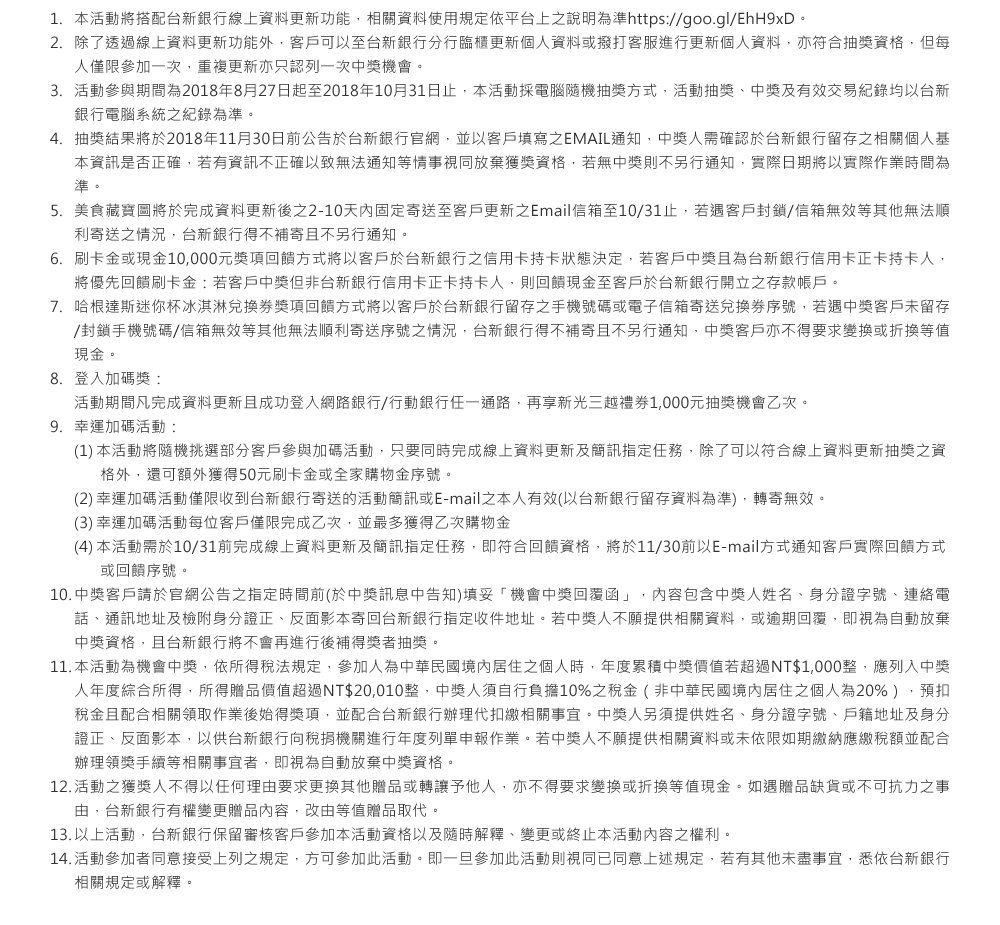 1. 本活動將搭配台新銀行線上資料更新功能，相關資料使用規定依平台上之說明為準https://goo.gl/EhH9xD。
2. 除了透過線上資料更新功能外，客戶可以至台新銀行分行臨櫃更新個人資料或撥打客服進行更新個人資料，亦符合抽獎資格，但每
人僅限參加一次，重複更新亦只認列一次中獎機會。
3. 活動參與期間為2018年8月27日起至2018年10月31日止，本活動採電腦隨機抽獎方式，活動抽獎、中獎及有效交易紀錄均以台新
銀行電腦系統之紀錄為準。
4. 抽獎結果將於2018年11月30日前公告於台新銀行官網，並以客戶填寫之EMAIL通知，中獎人需確認於台新銀行留存之相關個人基
本資訊是否正確，若有資訊不正確以致無法通知等情事視同放棄獲獎資格，若無中獎則不另行通知，實際日期將以實際作業時間為
準。
5. 美食藏寶圖將於完成資料更新後之2-10天內固定寄送至客戶更新之Email信箱至10/31止，若遇客戶封鎖/信箱無效等其他無法順
利寄送之情況，台新銀行得不補寄且不另行通知。
6. 刷卡金或現金10,000元獎項回饋方式將以客戶於台新銀行之信用卡持卡狀態決定，若客戶中獎且為台新銀行信用卡正卡持卡人，
將優先回饋刷卡金：若客戶中獎但非台新銀行信用卡正卡持卡人，則回饋現金至客戶於台新銀行開立之存款帳戶。
7. 哈根達斯迷你杯冰淇淋兌換券獎項回饋方式將以客戶於台新銀行留存之手機號碼或電子信箱寄送兌換券序號，若遇中獎客戶未留存
/封鎖手機號碼/信箱無效等其他無法順利寄送序號之情況，台新銀行得不補寄且不另行通知，中獎客戶亦不得要求變換或折換等值
現金。
8. 登入加碼獎：
活動期間凡完成資料更新且成功登入網路銀行/行動銀行任一通路，再享新光三越禮券1,000元抽獎機會乙次。
9. 幸運加碼活動：
(1) 本活動將隨機挑選部分客戶參與加碼活動，只要同時完成線上資料更新及簡訊指定任務，除了可以符合線上資料更新抽獎之資
格外，還可額外獲得50元刷卡金或全家購物金序號。
(2) 幸運加碼活動僅限收到台新銀行寄送的活動簡訊或E-mail之本人有效(以台新銀行留存資料為準)，轉寄無效。
(3) 幸運加碼活動每位客戶僅限完成乙次，並最多獲得乙次購物金
(4) 本活動需於10/31前完成線上資料更新及簡訊指定任務，即符合回饋資格，將於11/30前以E-mail方式通知客戶實際回饋方式
或回饋序號。
10. 中獎客戶請於官網公告之指定時間前(於中獎訊息中告知)填妥「機會中獎回覆函」，內容包含中獎人姓名、身分證字號、連絡電
話、通訊地址及檢附身分證正、反面影本寄回台新銀行指定收件地址。若中獎人不願提供相關資料，或逾期回覆，即視為自動放棄
中獎資格，且台新銀行將不會再進行後補得獎者抽獎。
11. 本活動為機會中獎，依所得稅法規定，參加人為中華民國境內居住之個人時，年度累積中獎價值若超過NT$1,000整，應列入中獎
人年度綜合所得，所得贈品價值超過NT$20,010整，中獎人須自行負擔10%之稅金（非中華民國境內居住之個人為20%），預扣
稅金且配合相關領取作業後始得獎項，並配合台新銀行辦理代扣繳相關事宜。中獎人另須提供姓名、身分證字號、戶籍地址及身分
證正、反面影本，以供台新銀行向稅捐機關進行年度列單申報作業。若中獎人不願提供相關資料或未依限如期繳納應繳稅額並配合
辦理領獎手續等相關事宜者，即視為自動放棄中獎資格。
12. 活動之獲獎人不得以任何理由要求更換其他贈品或轉讓予他人，亦不得要求變換或折換等值現金。如遇贈品缺貨或不可抗力之事
由，台新銀行有權變更贈品內容，改由等值贈品取代。
13. 以上活動，台新銀行保留審核客戶參加本活動資格以及隨時解釋、變更或終止本活動內容之權利。
14. 活動參加者同意接受上列之規定，方可參加此活動。即一旦參加此活動則視同已同意上述規定，若有其他未盡事宜，悉依台新銀行
相關規定或解釋。